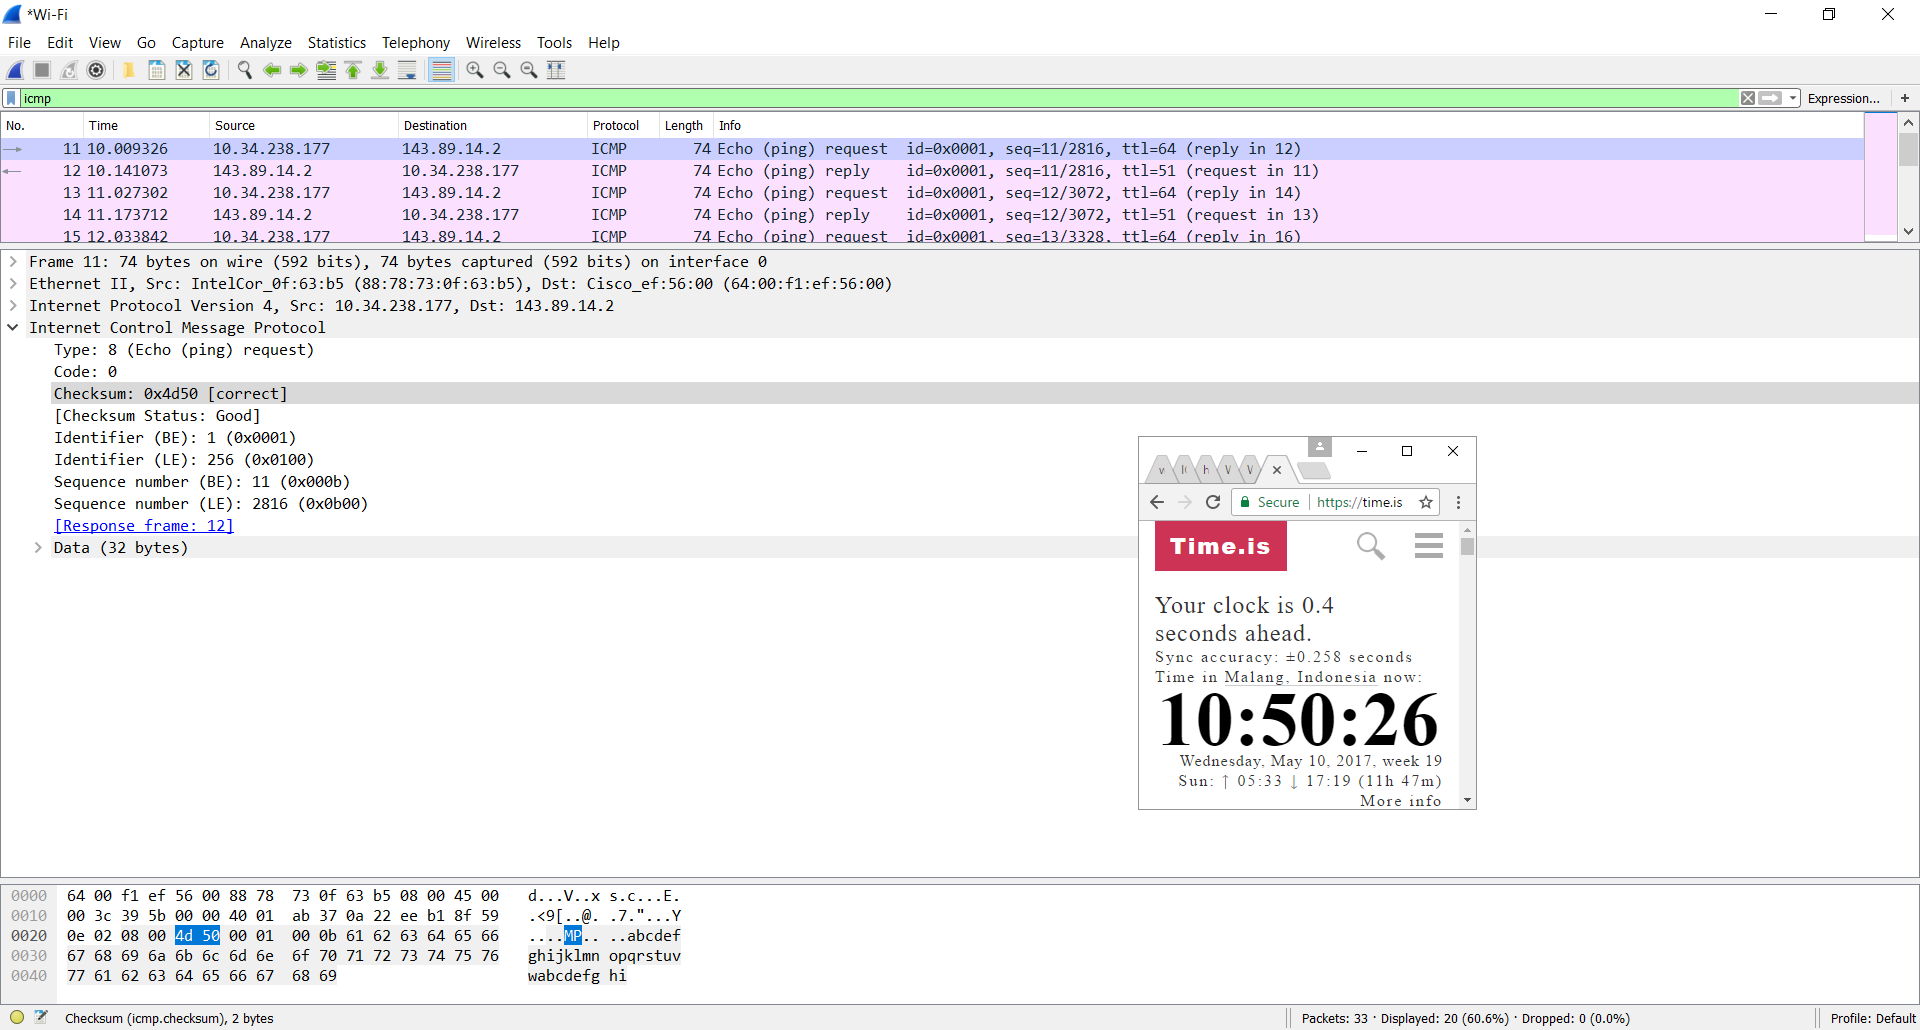 *Wi-Fi
File Edit View Go Capture Analyze Statistics Telephony Wireless Tools Help
icmp Expression... +
No. Time Source Destination Protocol Length Info
11 10.009326 10.34.238.177 143.89.14.2 ICMP 74 Echo (ping) request id=0x0001, seq=11/2816, ttl=64 (reply in 12)
12 10.141073 143.89.14.2 10.34.238.177 ICMP 74 Echo (ping) reply id=0x0001, seq=11/2816, ttl=51 (request in 11)
13 11.027302 10.34.238.177 143.89.14.2 ICMP 74 Echo (ping) request id=0x0001, seq=12/3072, ttl=64 (reply in 14)
14 11.173712 143.89.14.2 10.34.238.177 ICMP 74 Echo (ping) reply id=0x0001, seq=12/3072, ttl=51 (request in 13)
15 12.033842 10.34.238.177 143.89.14.2 ICMP 74 Echo (ping) request id=0x0001, seq=13/3328, ttl=64 (reply in 16)
Frame 11: 74 bytes on wire (592 bits), 74 bytes captured (592 bits) on interface 0
Ethernet II, Src: IntelCor_0f:63:b5 (88:78:73:0f:63:b5), Dst: Cisco_ef:56:00 (64:00:f1:ef:56:00)
Internet Protocol Version 4, Src: 10.34.238.177, Dst: 143.89.14.2
Internet Control Message Protocol
Type: 8 (Echo (ping) request)
Code: 0
Checksum: 0x4d50 [correct]
[Checksum Status: Good]
Identifier (BE): 1 (0x0001)
Identifier (LE): 256 (0x0100)
Sequence number (BE): 11 (0x000b)
Sequence number (LE): 2816 (0x0b00)
[Response frame: 12]
Data (32 bytes)
Secure https://time.is
Time.is
Your clock is 0.4
seconds ahead.
Sync accuracy: ±0.258 seconds
Time in Malang, Indonesia now:
10:50:26
Wednesday, May 10, 2017, week 19
Sun: ↑ 05:33 ↓ 17:19 (11h 47m)
More info
0000 64 00 f1 ef 56 00 88 78 73 0f 63 b5 08 00 45 00 d...V..x s.c...E.
0010 00 3c 39 5b 00 00 40 01 ab 37 0a 22 ee b1 8f 59 .<9[..@. .7."...Y
0020 0e 02 08 00 4d 50 00 01 00 0b 61 62 63 64 65 66 ....MP.. ..abcdef
0030 67 68 69 6a 6b 6c 6d 6e 6f 70 71 72 73 74 75 76 ghijklmn opqrstuv
0040 77 61 62 63 64 65 66 67 68 69 wabcdefg hi
Checksum (icmp.checksum), 2 bytes Packets: 33 · Displayed: 20 (60.6%) · Dropped: 0 (0.0%) Profile: Default